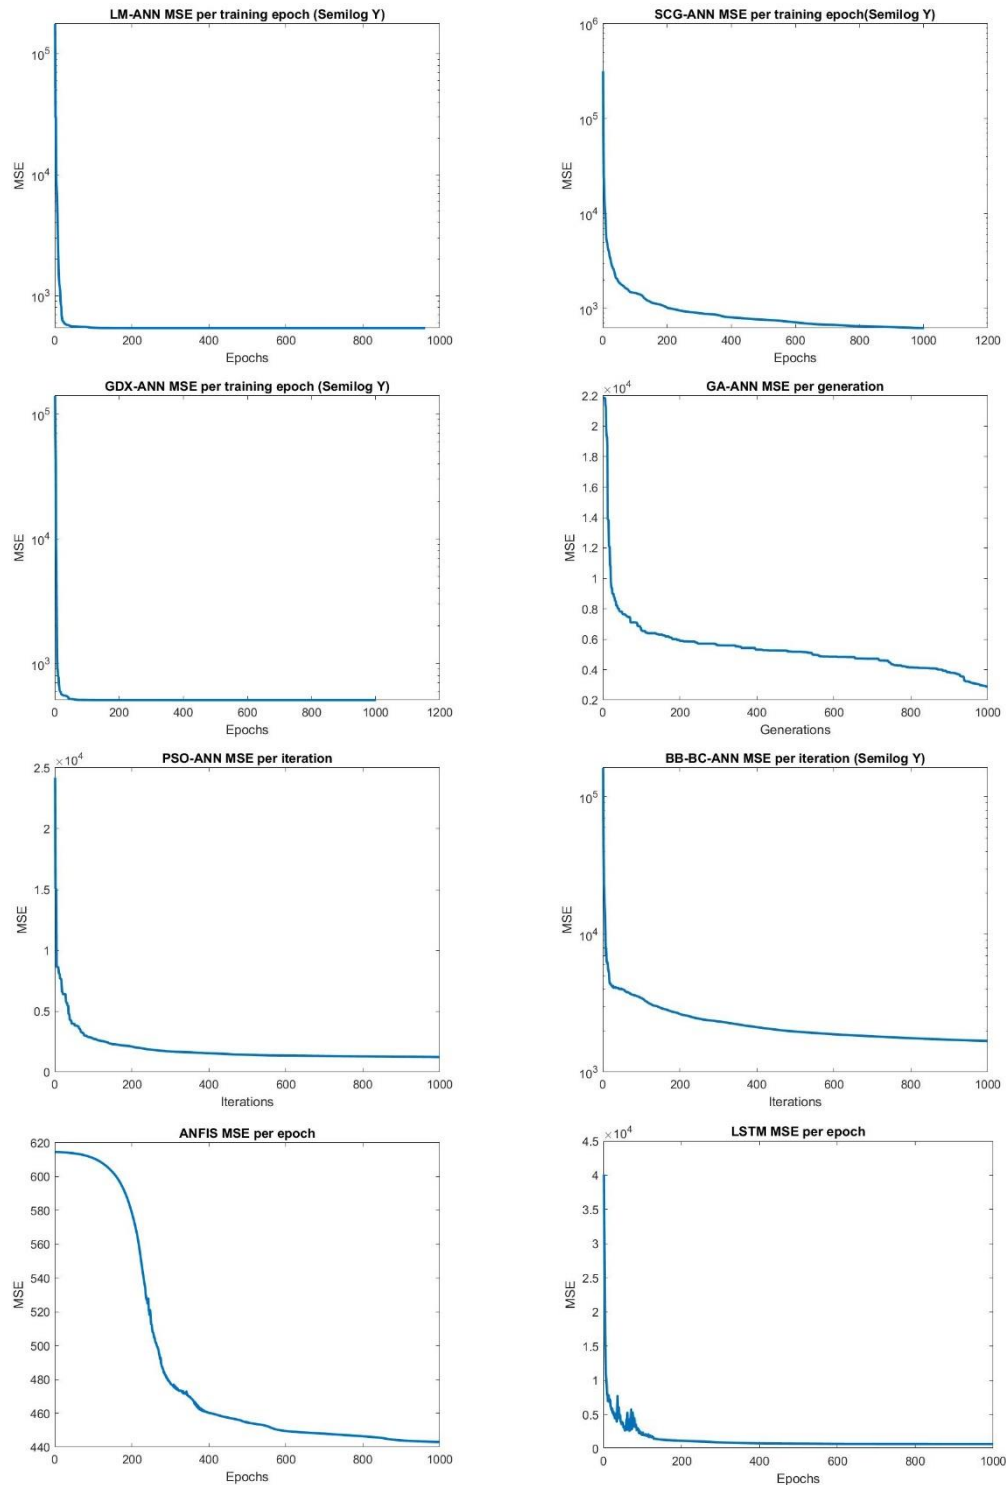 LM-ANN MSE per training epoch (Semilog Y)
10^5
10^4
10^3
MSE
0 200 400 600 800 1000
Epochs
SCG-ANN MSE per training epoch(Semilog Y)
10^6
10^5
10^4
10^3
MSE
0 200 400 600 800 1000 1200
Epochs
GDX-ANN MSE per training epoch (Semilog Y)
10^5
10^4
10^3
MSE
0 200 400 600 800 1000 1200
Epochs
GA-ANN MSE per generation
×10^4
2.2
2
1.8
1.6
1.4
1.2
1
0.8
0.6
0.4
0.2
MSE
0 200 400 600 800 1000
Generations
PSO-ANN MSE per iteration
×10^4
2.5
2
1.5
1
0.5
0
MSE
0 200 400 600 800 1000
Iterations
BB-BC-ANN MSE per iteration (Semilog Y)
10^5
10^4
10^3
MSE
0 200 400 600 800 1000
Iterations
ANFIS MSE per epoch
620
600
580
560
540
520
500
480
460
440
MSE
0 200 400 600 800 1000
Epochs
LSTM MSE per epoch
×10^4
4.5
4
3.5
3
2.5
2
1.5
1
0.5
0
MSE
0 200 400 600 800 1000
Epochs